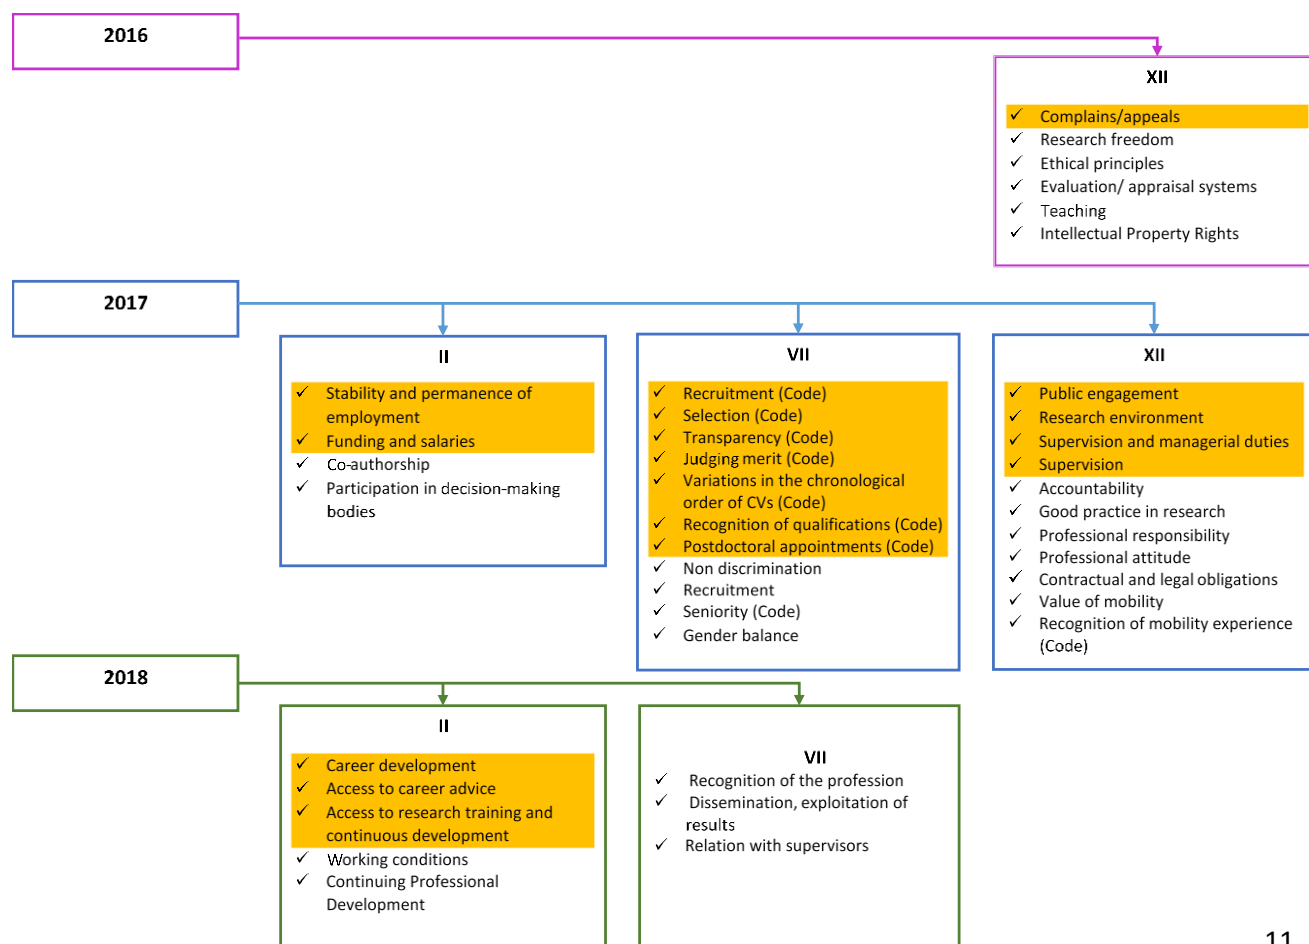 2016
XII
✓ Complains/appeals
✓ Research freedom
✓ Ethical principles
✓ Evaluation/ appraisal systems
✓ Teaching
✓ Intellectual Property Rights
2017
II
✓ Stability and permanence of
employment
✓ Funding and salaries
✓ Co-authorship
✓ Participation in decision-making
bodies
VII
✓ Recruitment (Code)
✓ Selection (Code)
✓ Transparency (Code)
✓ Judging merit (Code)
✓ Variations in the chronological
order of CVs (Code)
✓ Recognition of qualifications (Code)
✓ Postdoctoral appointments (Code)
✓ Non discrimination
✓ Recruitment
✓ Seniority (Code)
✓ Gender balance
XII
✓ Public engagement
✓ Research environment
✓ Supervision and managerial duties
✓ Supervision
✓ Accountability
✓ Good practice in research
✓ Professional responsibility
✓ Professional attitude
✓ Contractual and legal obligations
✓ Value of mobility
✓ Recognition of mobility experience
(Code)
2018
II
✓ Career development
✓ Access to career advice
✓ Access to research training and
continuous development
✓ Working conditions
✓ Continuing Professional
Development
VII
✓ Recognition of the profession
✓ Dissemination, exploitation of
results
✓ Relation with supervisors
11